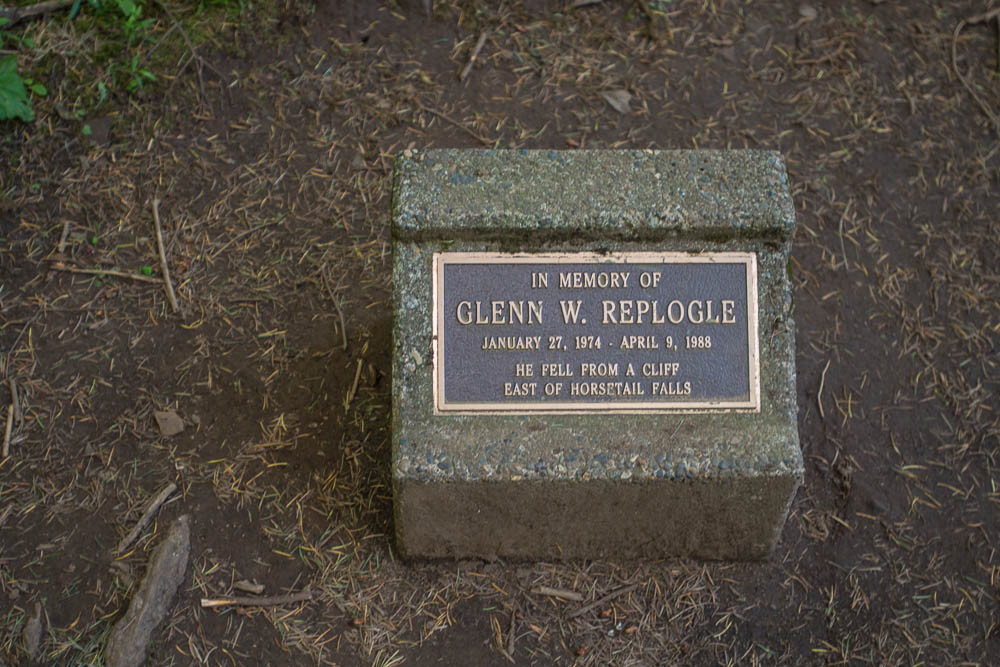 IN MEMORY OF
GLENN W. REPLOGLE
JANUARY 27, 1974 - APRIL 9, 1988
HE FELL FROM A CLIFF
EAST OF HORSETAIL FALLS